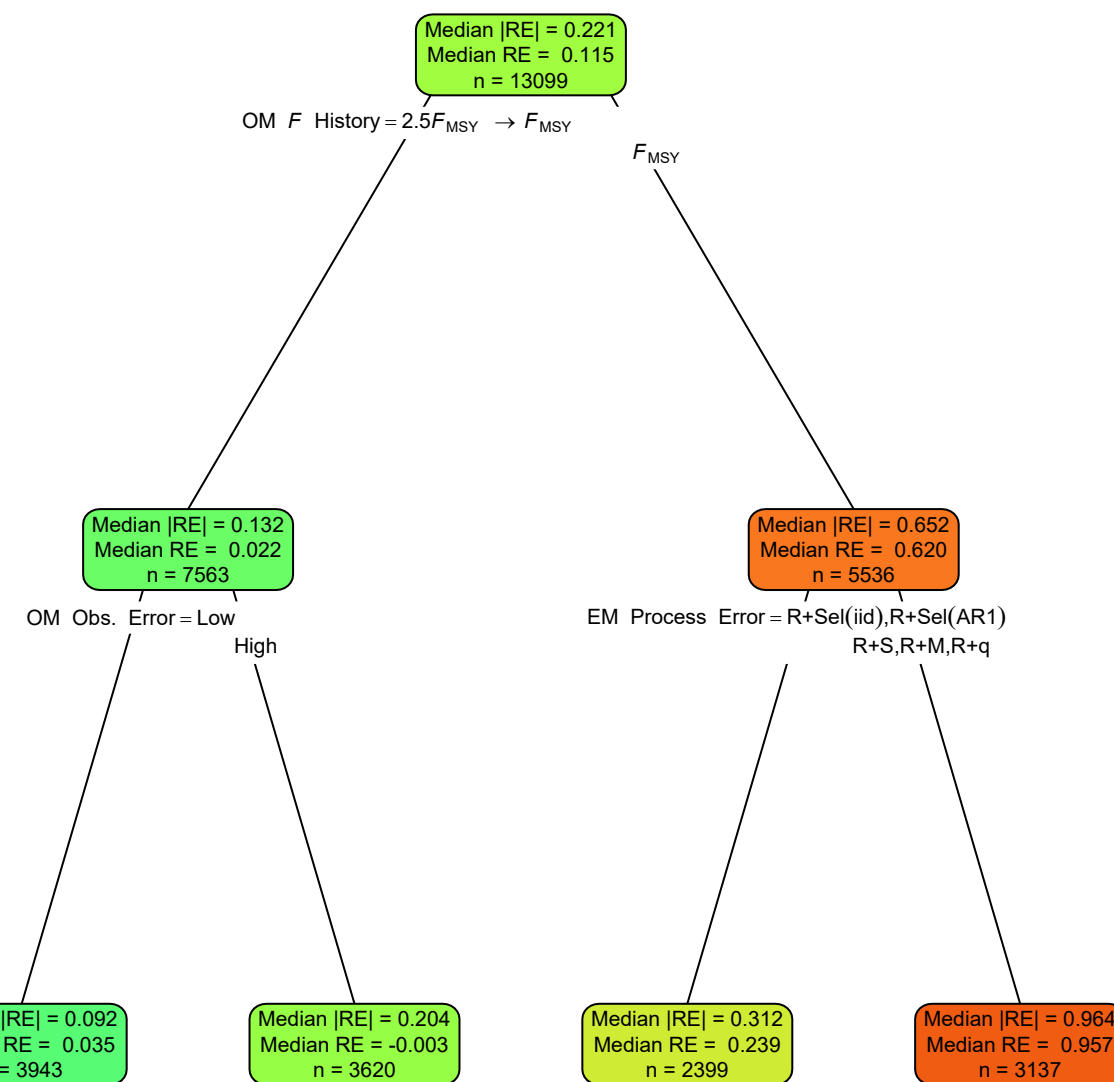 Median |RE| = 0.221
Median RE =  0.115
n = 13099
OM F History = 2.5F_MSY → F_MSY
F_MSY
Median |RE| = 0.132
Median RE =  0.022
n = 7563
Median |RE| = 0.652
Median RE =  0.620
n = 5536
OM Obs. Error = Low
High
EM Process Error = R+Sel(iid),R+Sel(AR1)
R+S,R+M,R+q
|RE| = 0.092
RE =  0.035
= 3943
Median |RE| = 0.204
Median RE = -0.003
n = 3620
Median |RE| = 0.312
Median RE =  0.239
n = 2399
Median |RE| = 0.964
Median RE =  0.957
n = 3137